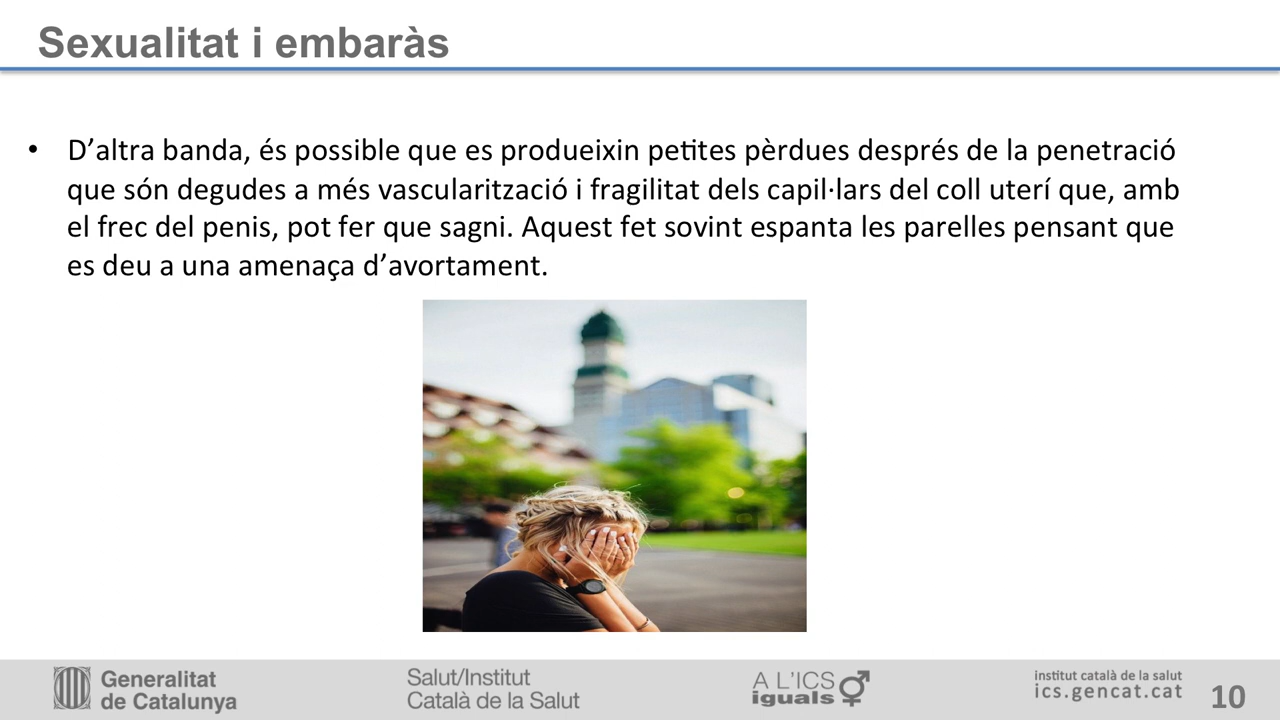 Sexualitat i embaràs
• D’altra banda, és possible que es produeixin petites pèrdues després de la penetració
que són degudes a més vascularització i fragilitat dels capil·lars del coll uterí que, amb
el frec del penis, pot fer que sagni. Aquest fet sovint espanta les parelles pensant que
es deu a una amenaça d’avortament.
Generalitat
de Catalunya
Salut/Institut
Català de la Salut
A L'ICS
iguals
institut català de la salut
ics.gencat.cat
10